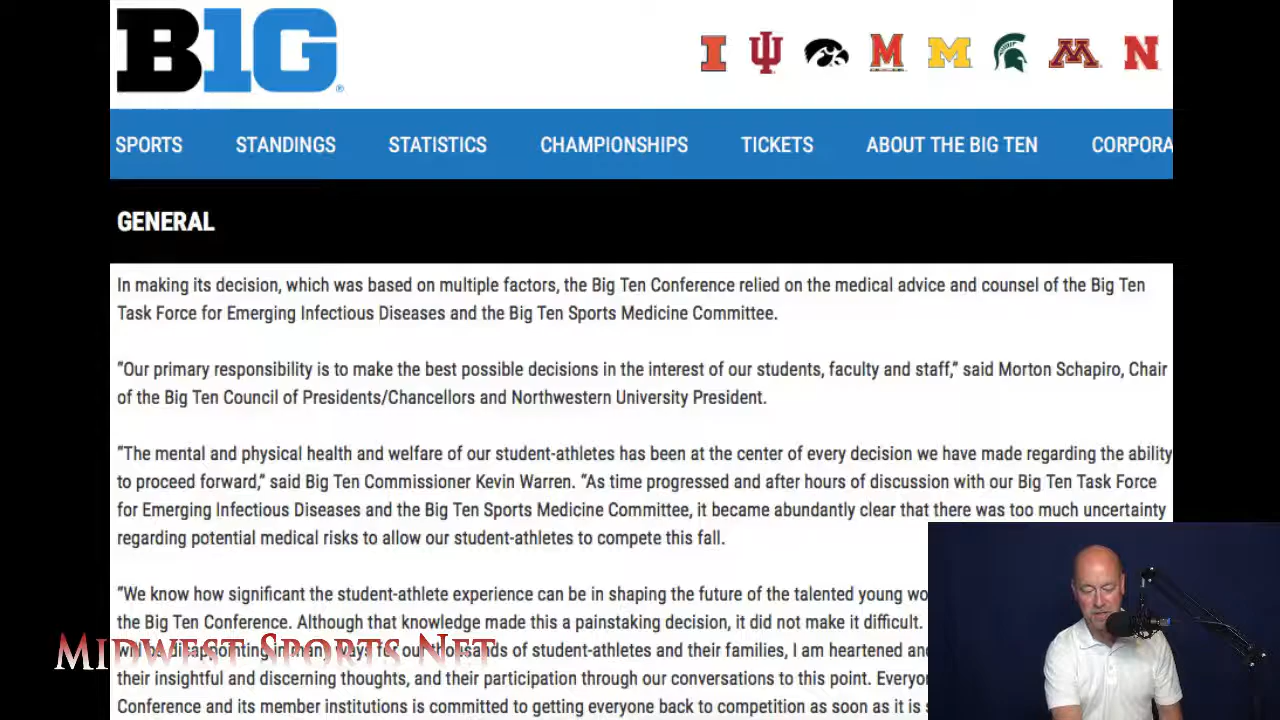 B1G
SPORTS STANDINGS STATISTICS CHAMPIONSHIPS TICKETS ABOUT THE BIG TEN CORPORA
GENERAL
In making its decision, which was based on multiple factors, the Big Ten Conference relied on the medical advice and counsel of the Big Ten
Task Force for Emerging Infectious Diseases and the Big Ten Sports Medicine Committee.
"Our primary responsibility is to make the best possible decisions in the interest of our students, faculty and staff," said Morton Schapiro, Chair
of the Big Ten Council of Presidents/Chancellors and Northwestern University President.
"The mental and physical health and welfare of our student-athletes has been at the center of every decision we have made regarding the ability
to proceed forward," said Big Ten Commissioner Kevin Warren. "As time progressed and after hours of discussion with our Big Ten Task Force
for Emerging Infectious Diseases and the Big Ten Sports Medicine Committee, it became abundantly clear that there was too much uncertainty
regarding potential medical risks to allow our student-athletes to compete this fall.
"We know how significant the student-athlete experience can be in shaping the future of the talented young wo
the Big Ten Conference. Although that knowledge made this a painstaking decision, it did not make it difficult.
disappointing in many ways for our thousands of student-athletes and their families, I am heartened an
Midwest Sports Net
their insightful and discerning thoughts, and their participation through our conversations to this point. Everyo
Conference and its member institutions is committed to getting everyone back to competition as soon as it is s